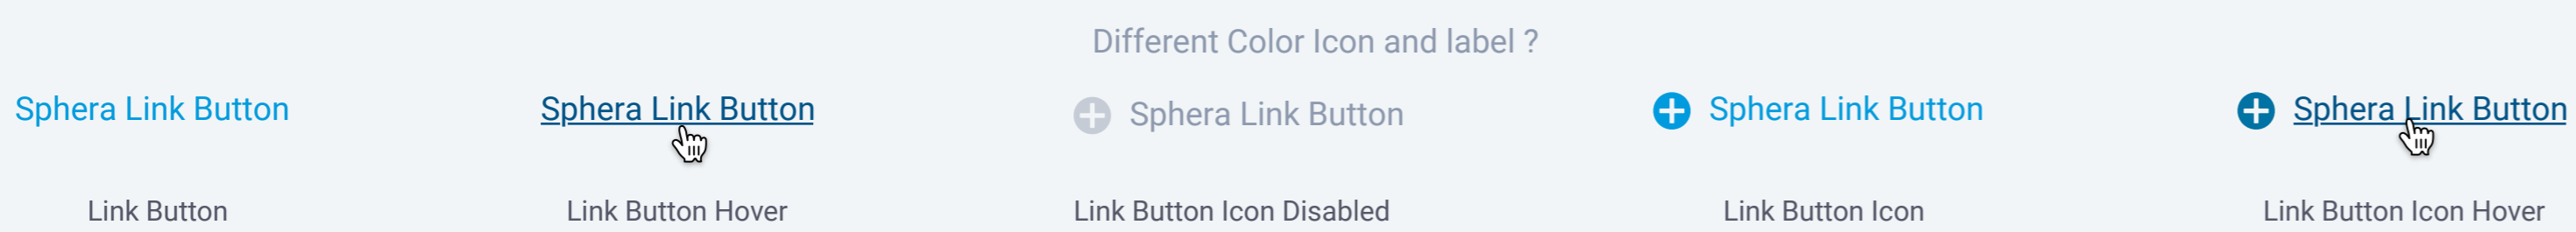 Different Color Icon and label ?
Sphera Link Button
Sphera Link Button
Sphera Link Button
Sphera Link Button
Sphera Link Button
Link Button
Link Button Hover
Link Button Icon Disabled
Link Button Icon
Link Button Icon Hover